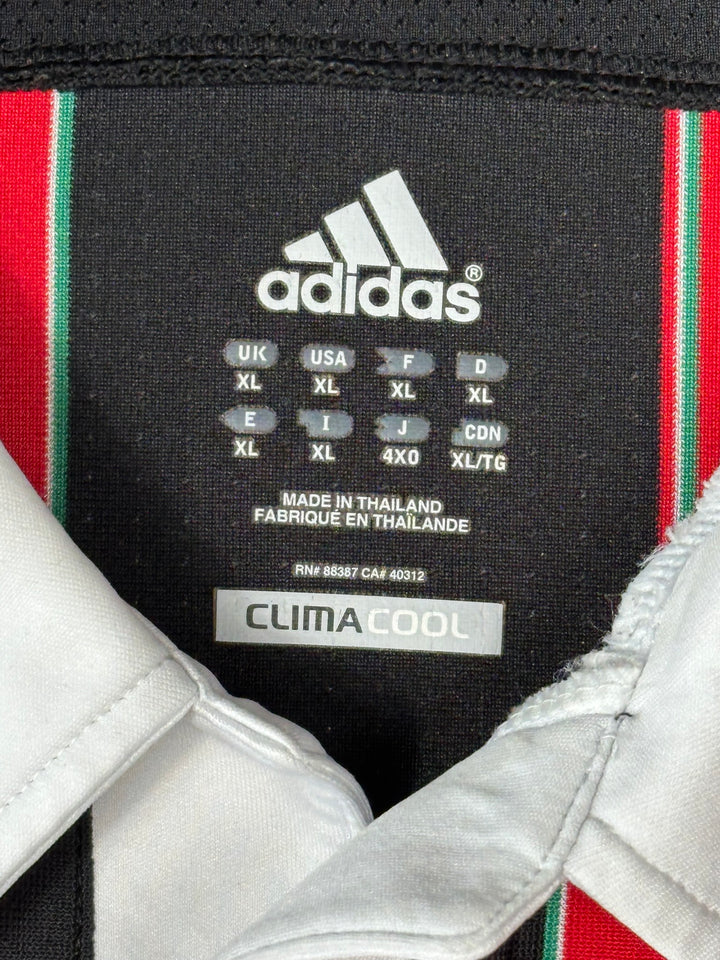 adidas®
UK USA F D
XL XL XL XL
E I J CDN
XL XL 4XO XL/TG
MADE IN THAILAND
FABRIQUÉ EN THAÏLANDE
RN# 88387 CA# 40312
CLIMACOOL